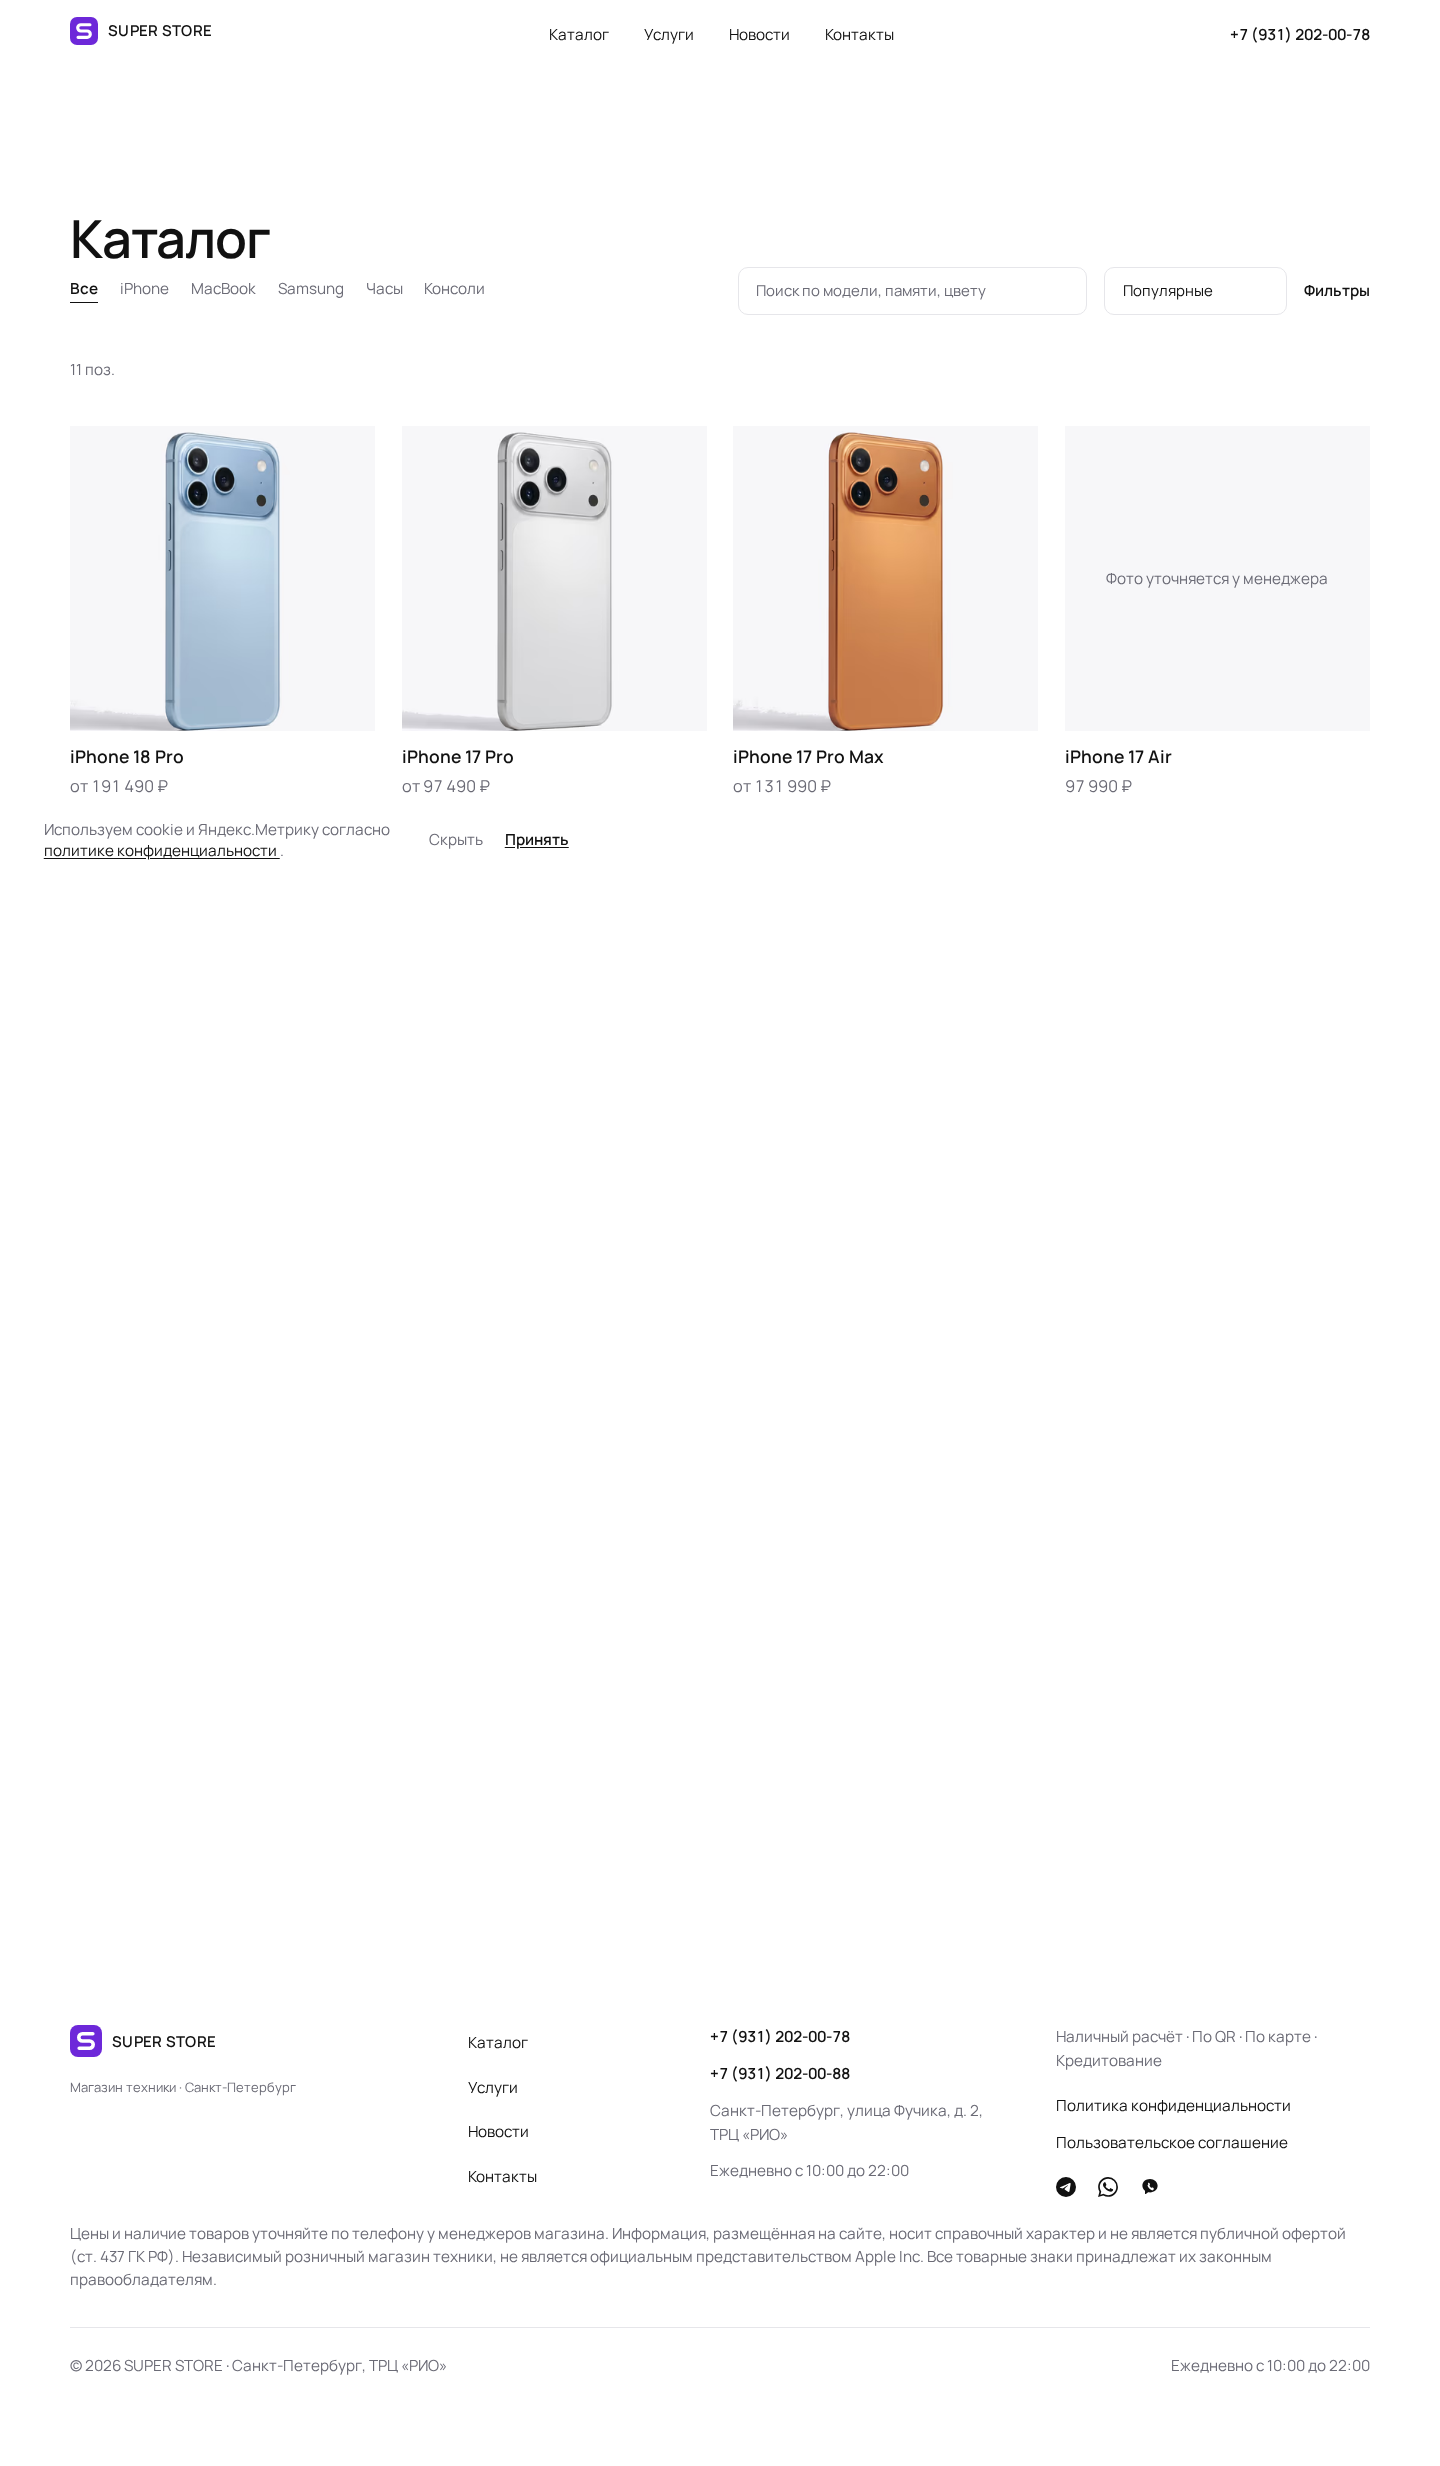 SUPER STORE
Каталог
Услуги
Новости
Контакты
+7 (931) 202-00-78
Каталог
Все
iPhone
MacBook
Samsung
Часы
Консоли
Поиск по модели, памяти, цвету
Популярные
Фильтры
11 поз.
Фото уточняется у менеджера
iPhone 18 Pro
от 191 490 ₽
iPhone 17 Pro
от 97 490 ₽
iPhone 17 Pro Max
от 131 990 ₽
iPhone 17 Air
97 990 ₽
Используем cookie и Яндекс.Метрику согласно
политике конфиденциальности .
Скрыть
Принять
SUPER STORE
Магазин техники · Санкт-Петербург
Каталог
Услуги
Новости
Контакты
+7 (931) 202-00-78
+7 (931) 202-00-88
Санкт-Петербург, улица Фучика, д. 2,
ТРЦ «РИО»
Ежедневно с 10:00 до 22:00
Наличный расчёт · По QR · По карте ·
Кредитование
Политика конфиденциальности
Пользовательское соглашение
Цены и наличие товаров уточняйте по телефону у менеджеров магазина. Информация, размещённая на сайте, носит справочный характер и не является публичной офертой
(ст. 437 ГК РФ). Независимый розничный магазин техники, не является официальным представительством Apple Inc. Все товарные знаки принадлежат их законным
правообладателям.
© 2026 SUPER STORE · Санкт-Петербург, ТРЦ «РИО»
Ежедневно с 10:00 до 22:00